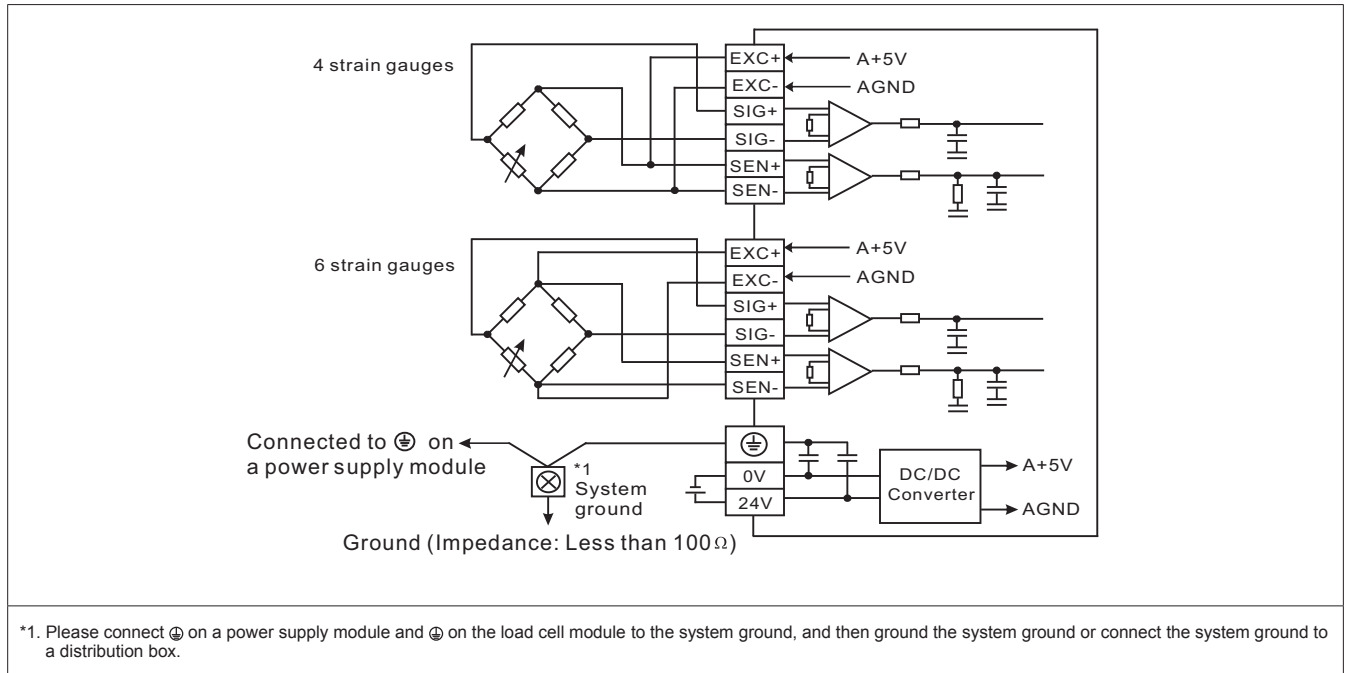 4 strain gauges
EXC+
A+5V
EXC-
AGND
SIG+
SIG-
SEN+
SEN-
6 strain gauges
EXC+
A+5V
EXC-
AGND
SIG+
SIG-
SEN+
SEN-
Connected to ⏚ on
a power supply module
*1
System
ground
Ground (Impedance: Less than 100Ω)
0V
24V
DC/DC
Converter
A+5V
AGND
*1. Please connect ⏚ on a power supply module and ⏚ on the load cell module to the system ground, and then ground the system ground or connect the system ground to
a distribution box.